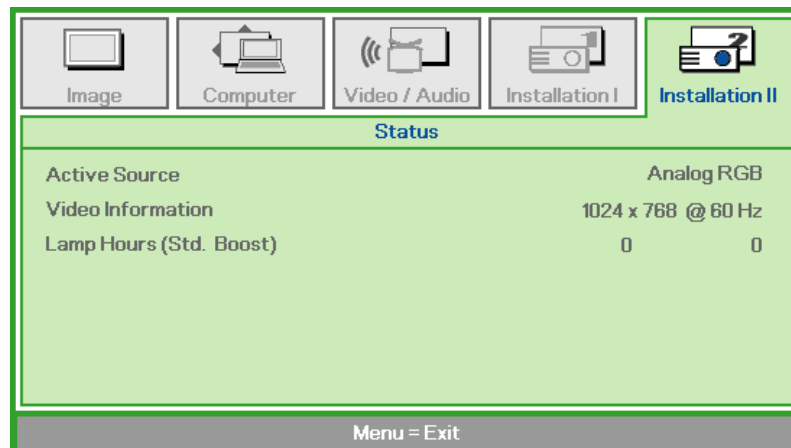 Image Computer Video / Audio Installation I Installation II
Status
Active Source Analog RGB
Video Information 1024 x 768 @ 60 Hz
Lamp Hours (Std. Boost) 0 0
Menu = Exit